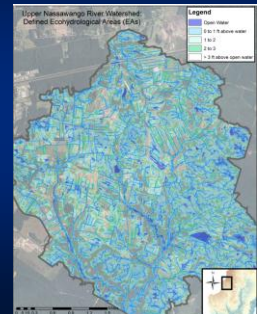 Upper Nassawango River Watershed:
Defined Ecohydrological Areas (EAs)
Legend
Open Water
0 to 1 ft above water
1 to 2
2 to 3
> 3 ft above open water